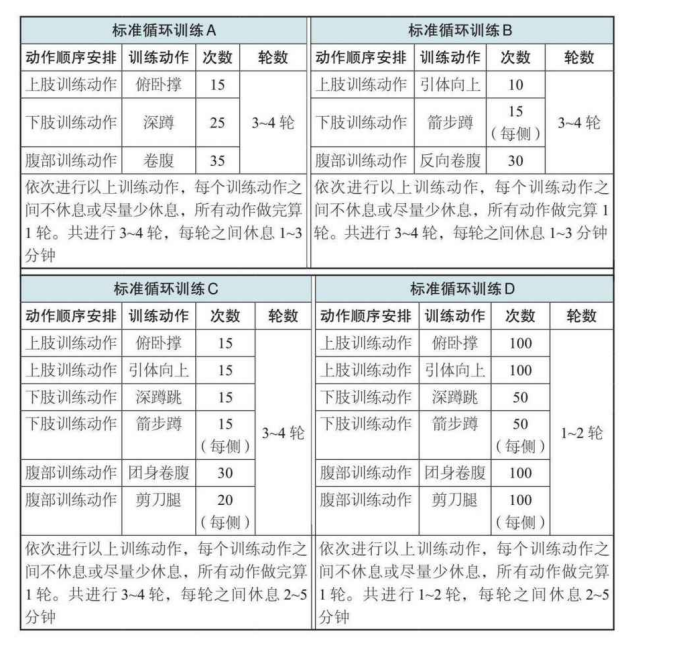 标准循环训练A
动作顺序安排 训练动作 次数 轮数
上肢训练动作 俯卧撑 15
下肢训练动作 深蹲 25 3~4 轮
腹部训练动作 卷腹 35
依次进行以上训练动作，每个训练动作之
间不休息或尽量少休息，所有动作做完算
1 轮。共进行 3~4 轮，每轮之间休息 1~3
分钟
标准循环训练B
动作顺序安排 训练动作 次数 轮数
上肢训练动作 引体向上 10
下肢训练动作 箭步蹲 15 3~4 轮
（每侧）
腹部训练动作 反向卷腹 30
依次进行以上训练动作，每个训练动作之
间不休息或尽量少休息，所有动作做完算 1
轮。共进行 3~4 轮，每轮之间休息 1~3 分钟
标准循环训练C
动作顺序安排 训练动作 次数 轮数
上肢训练动作 俯卧撑 15
上肢训练动作 引体向上 15
下肢训练动作 深蹲跳 15
下肢训练动作 箭步蹲 15 3~4 轮
（每侧）
腹部训练动作 团身卷腹 30
腹部训练动作 剪刀腿 20
（每侧）
依次进行以上训练动作，每个训练动作之
间不休息或尽量少休息，所有动作做完算
1 轮。共进行 3~4 轮，每轮之间休息 2~5
分钟
标准循环训练D
动作顺序安排 训练动作 次数 轮数
上肢训练动作 俯卧撑 100
上肢训练动作 引体向上 100
下肢训练动作 深蹲跳 50
下肢训练动作 箭步蹲 50 1~2 轮
（每侧）
腹部训练动作 团身卷腹 100
腹部训练动作 剪刀腿 100
（每侧）
依次进行以上训练动作，每个训练动作之
间不休息或尽量少休息，所有动作做完算
1 轮。共进行 1~2 轮，每轮之间休息 2~5
分钟